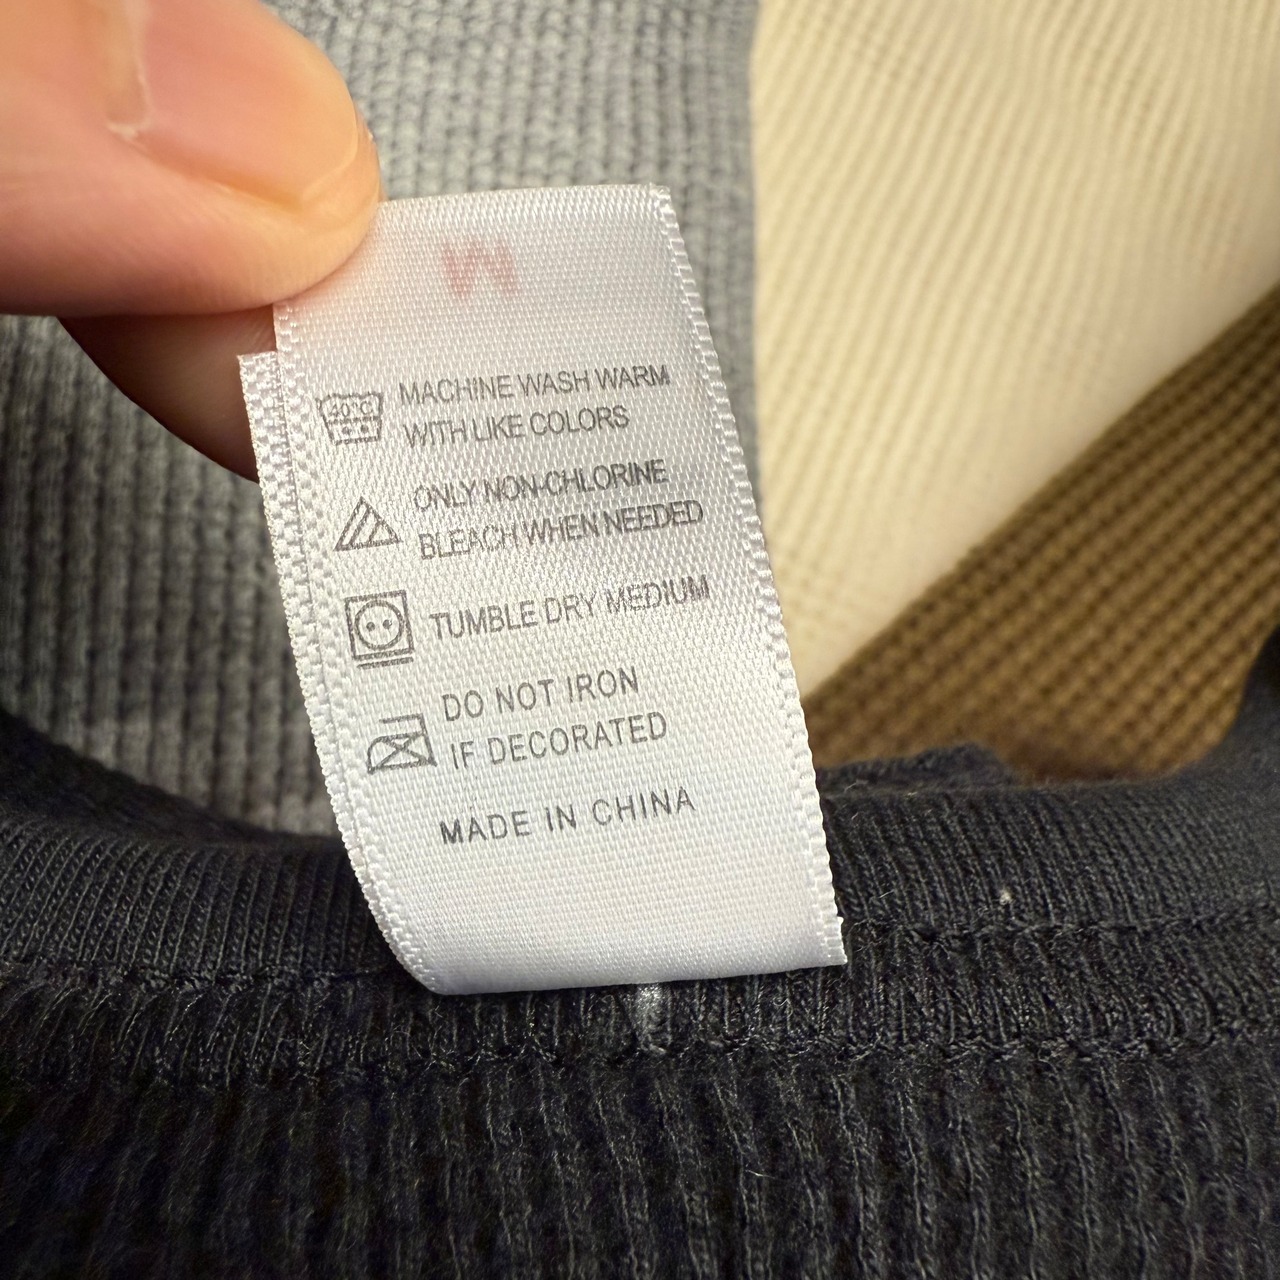 M
40°C
MACHINE WASH WARM
WITH LIKE COLORS
ONLY NON-CHLORINE
BLEACH WHEN NEEDED
TUMBLE DRY MEDIUM
DO NOT IRON
IF DECORATED
MADE IN CHINA